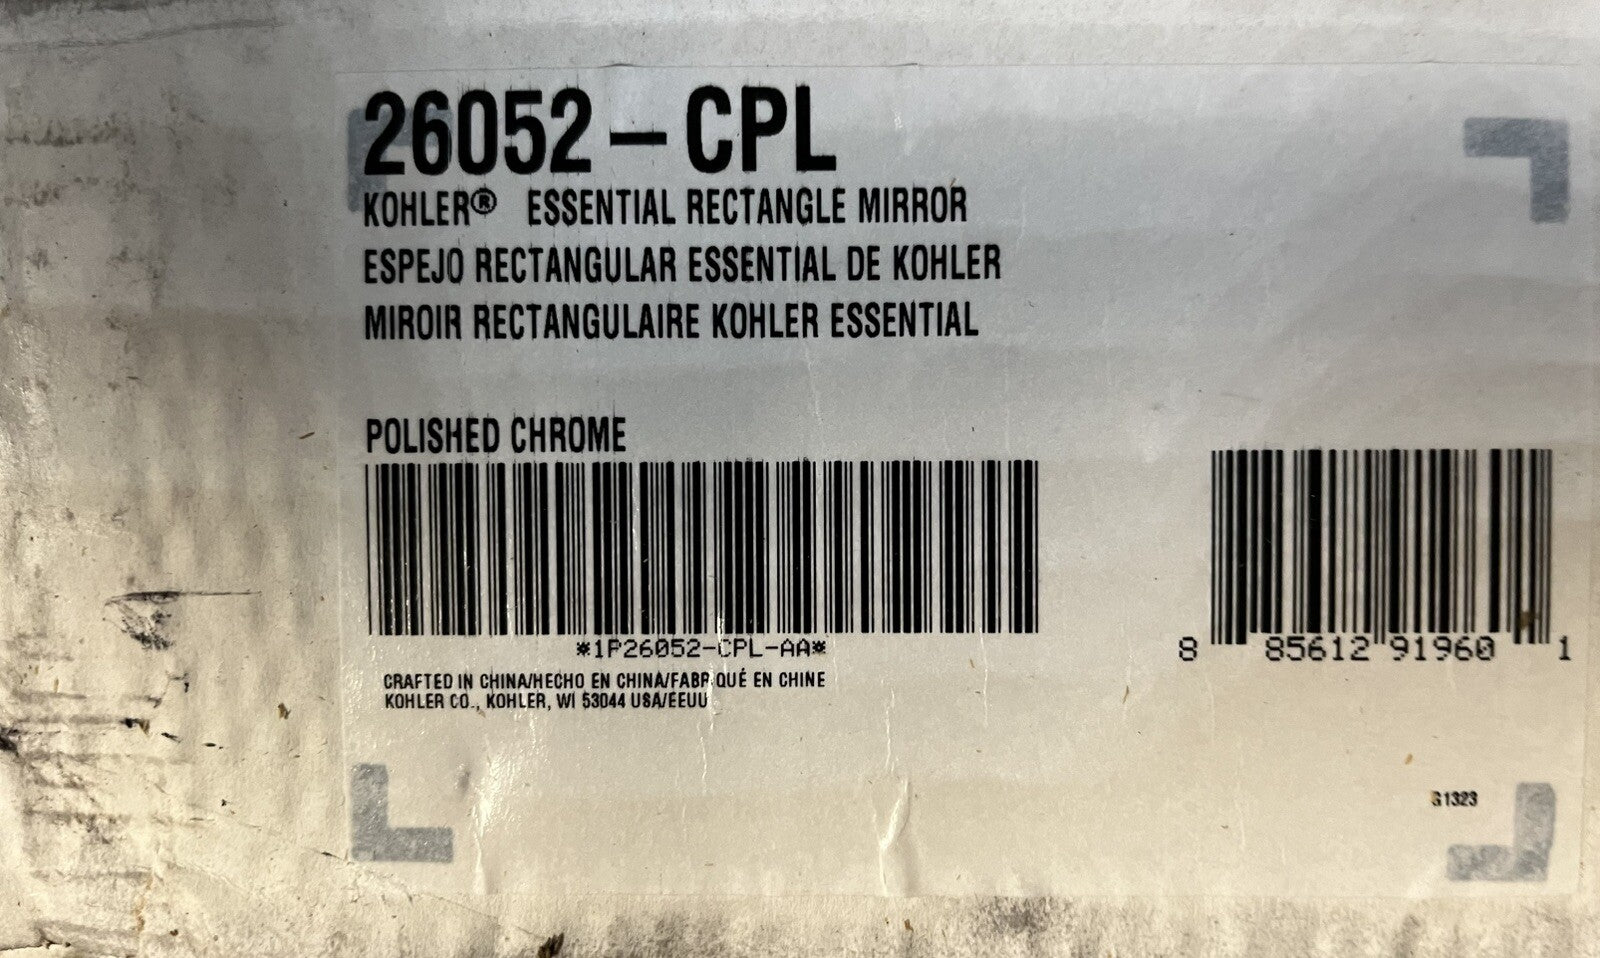 26052-CPL
KOHLER® ESSENTIAL RECTANGLE MIRROR
ESPEJO RECTANGULAR ESSENTIAL DE KOHLER
MIROIR RECTANGULAIRE KOHLER ESSENTIAL
POLISHED CHROME
*1P26052-CPL-AA*
8 85612 91960 1
CRAFTED IN CHINA/HECHO EN CHINA/FABRIQUÉ EN CHINE
KOHLER CO., KOHLER, WI 53044 USA/EEUU